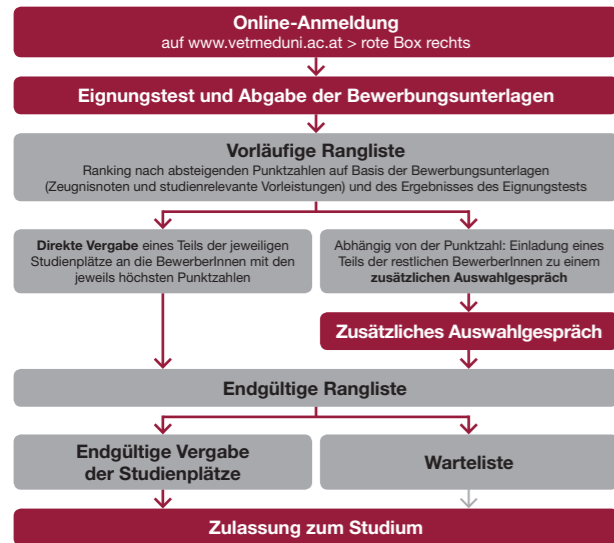 Online-Anmeldung
auf www.vetmeduni.ac.at > rote Box rechts
Eignungstest und Abgabe der Bewerbungsunterlagen
Vorläufige Rangliste
Ranking nach absteigenden Punktzahlen auf Basis der Bewerbungsunterlagen
(Zeugnisnoten und studienrelevante Vorleistungen) und des Ergebnisses des Eignungstests
Direkte Vergabe eines Teils der jeweiligen
Studienplätze an die BewerberInnen mit den
jeweils höchsten Punktzahlen
Abhängig von der Punktzahl: Einladung eines
Teils der restlichen BewerberInnen zu einem
zusätzlichen Auswahlgespräch
Zusätzliches Auswahlgespräch
Endgültige Rangliste
Endgültige Vergabe
der Studienplätze
Warteliste
Zulassung zum Studium